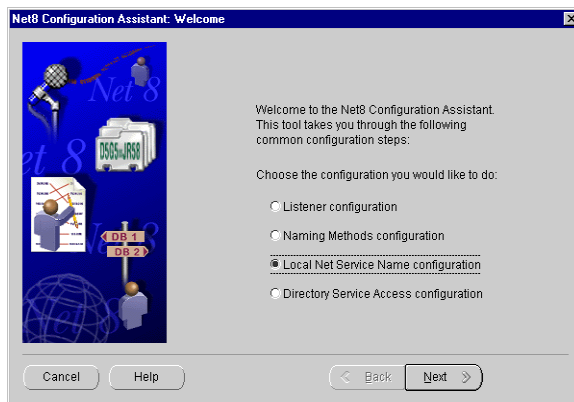 Net8 Configuration Assistant: Welcome
Net 8
et 8
D5G5-JR58
DB 1
DB 2
Welcome to the Net8 Configuration Assistant.
This tool takes you through the following
common configuration steps:
Choose the configuration you would like to do:
Listener configuration
Naming Methods configuration
Local Net Service Name configuration
Directory Service Access configuration
Cancel
Help
Back
Next